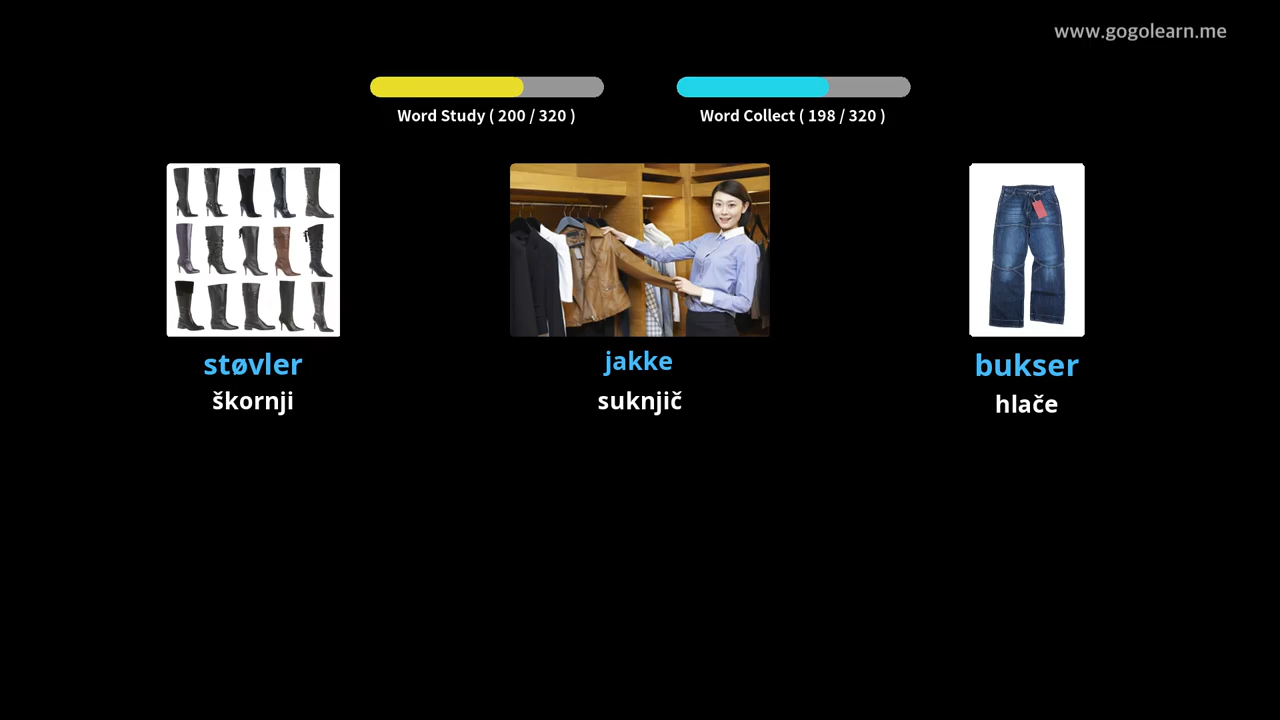 www.gogolearn.me
Word Study ( 200 / 320 )
Word Collect ( 198 / 320 )
støvler
škornji
jakke
suknjič
bukser
hlače